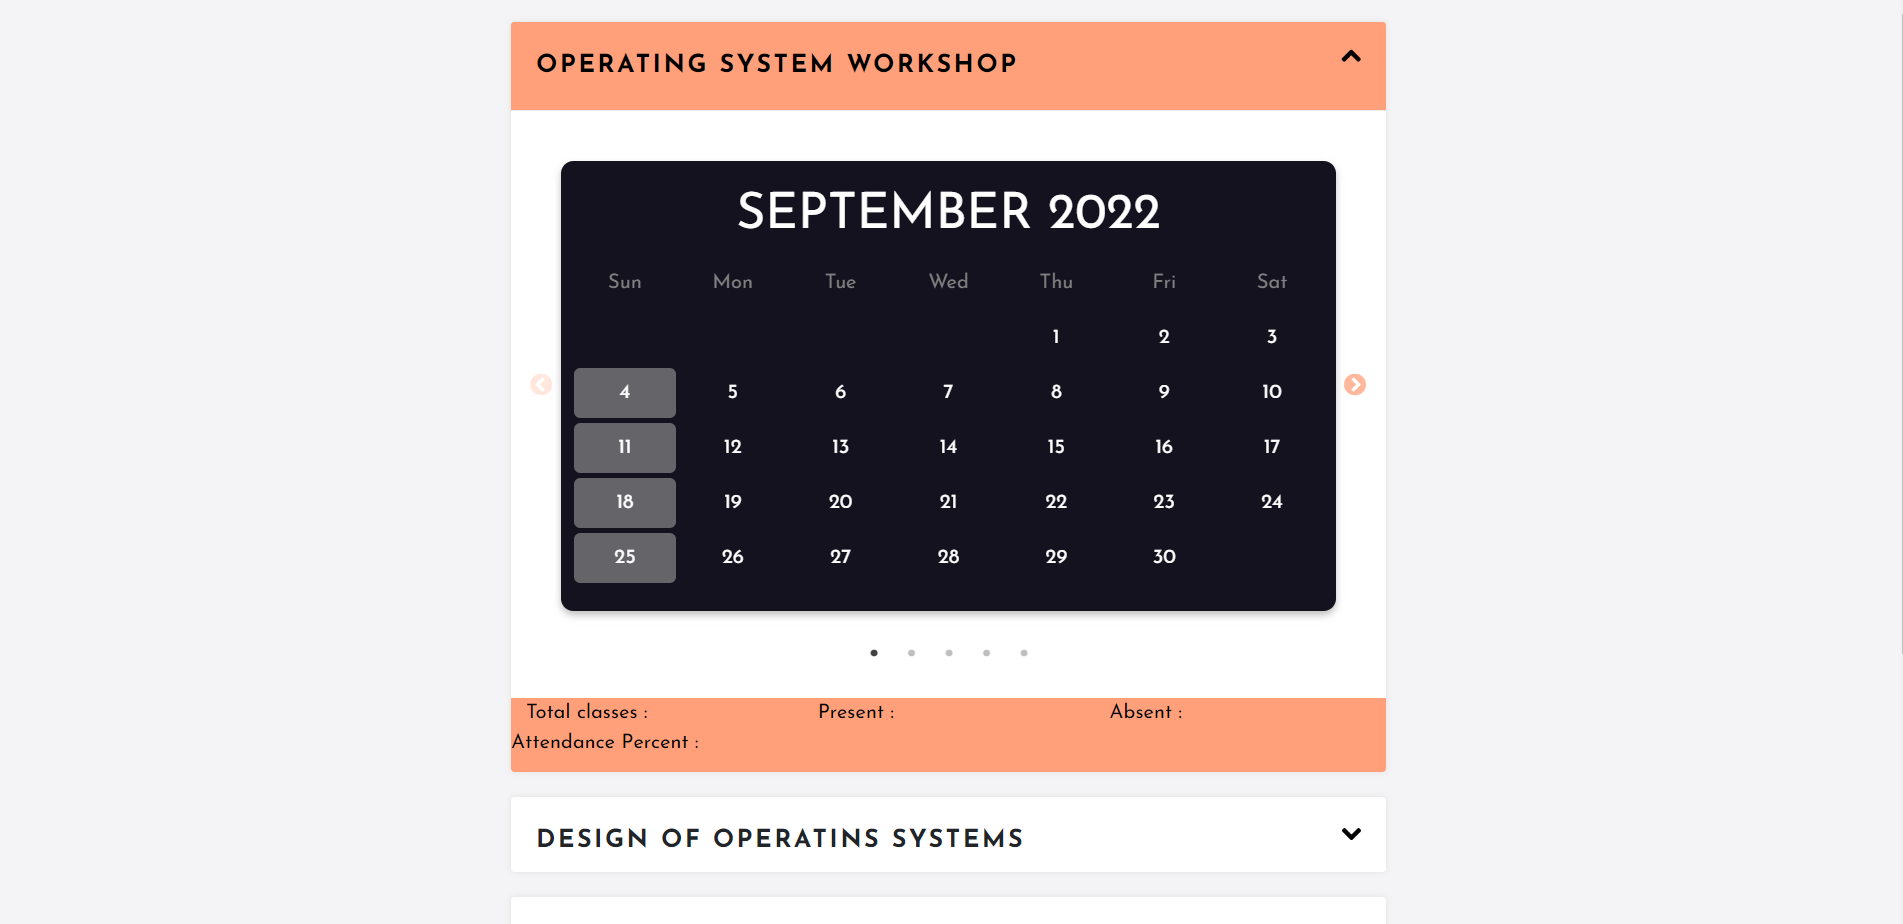 OPERATING SYSTEM WORKSHOP
SEPTEMBER 2022
Sun Mon Tue Wed Thu Fri Sat
1 2 3
4 5 6 7 8 9 10
11 12 13 14 15 16 17
18 19 20 21 22 23 24
25 26 27 28 29 30
Total classes : Present : Absent :
Attendance Percent :
DESIGN OF OPERATINS SYSTEMS